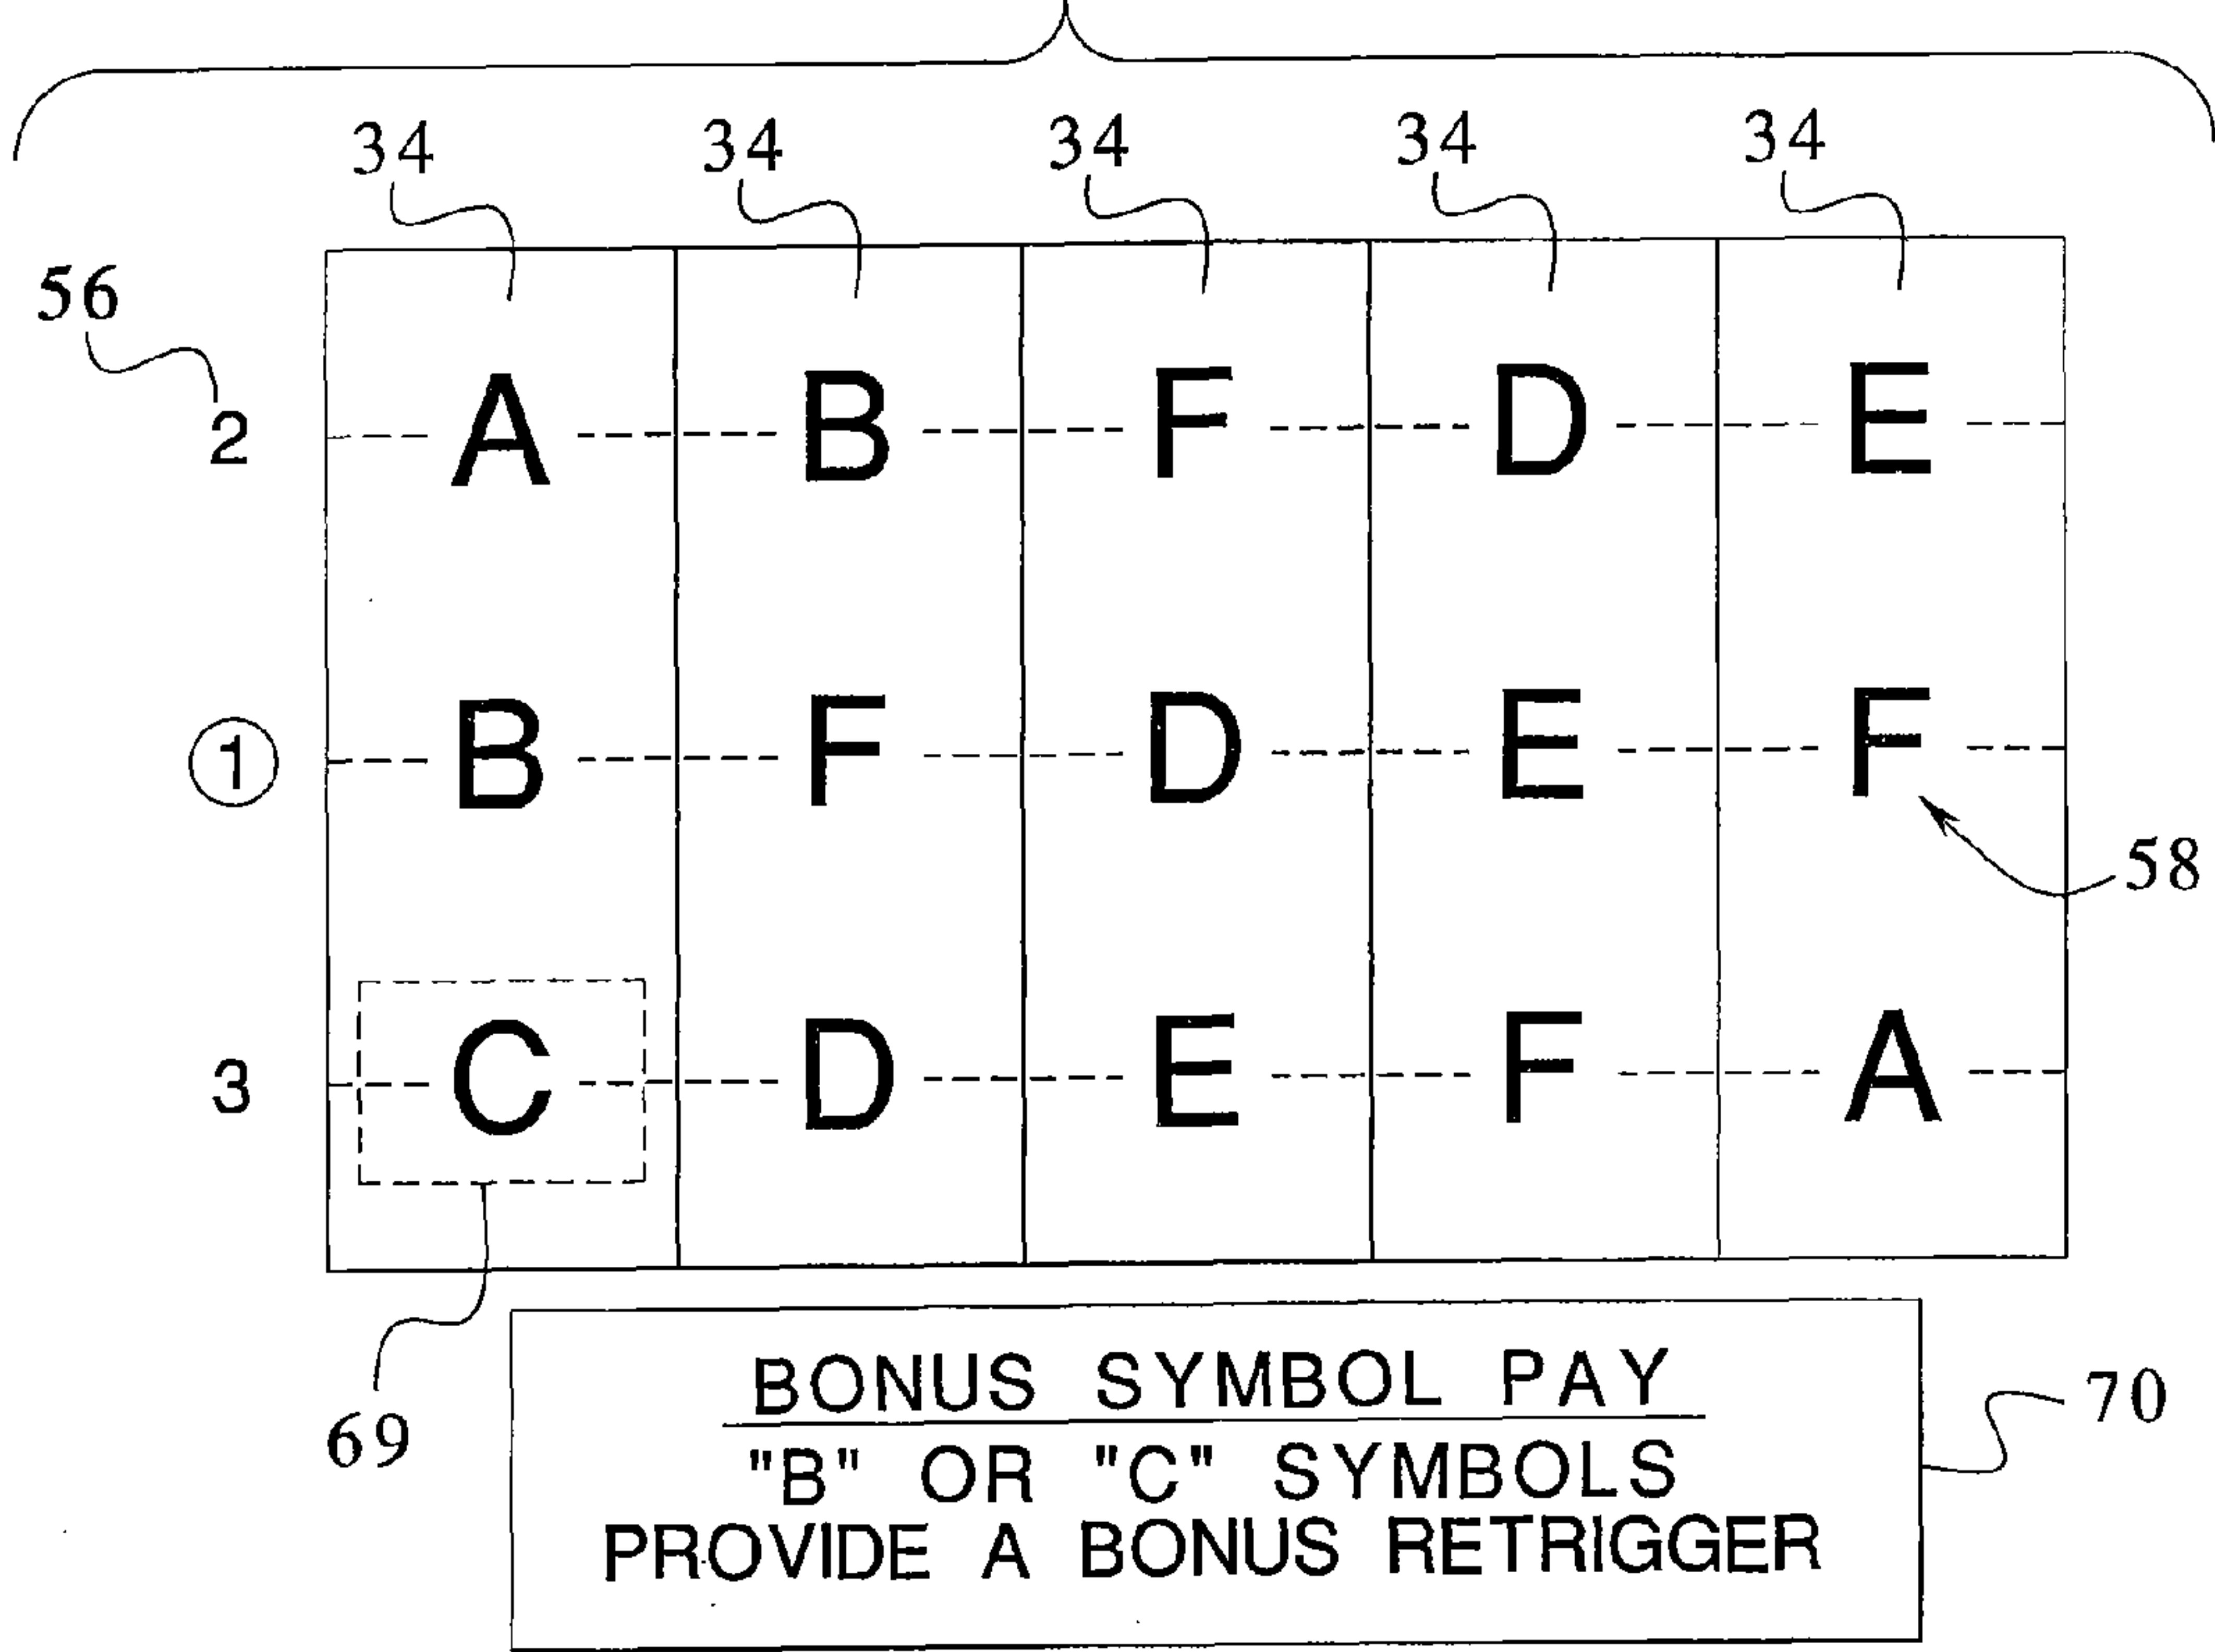 34 34 34 34 34
56
2 A B F D E
1 B F D E F
58
3 C D E F A
69
BONUS SYMBOL PAY
70
"B" OR "C" SYMBOLS
PROVIDE A BONUS RETRIGGER